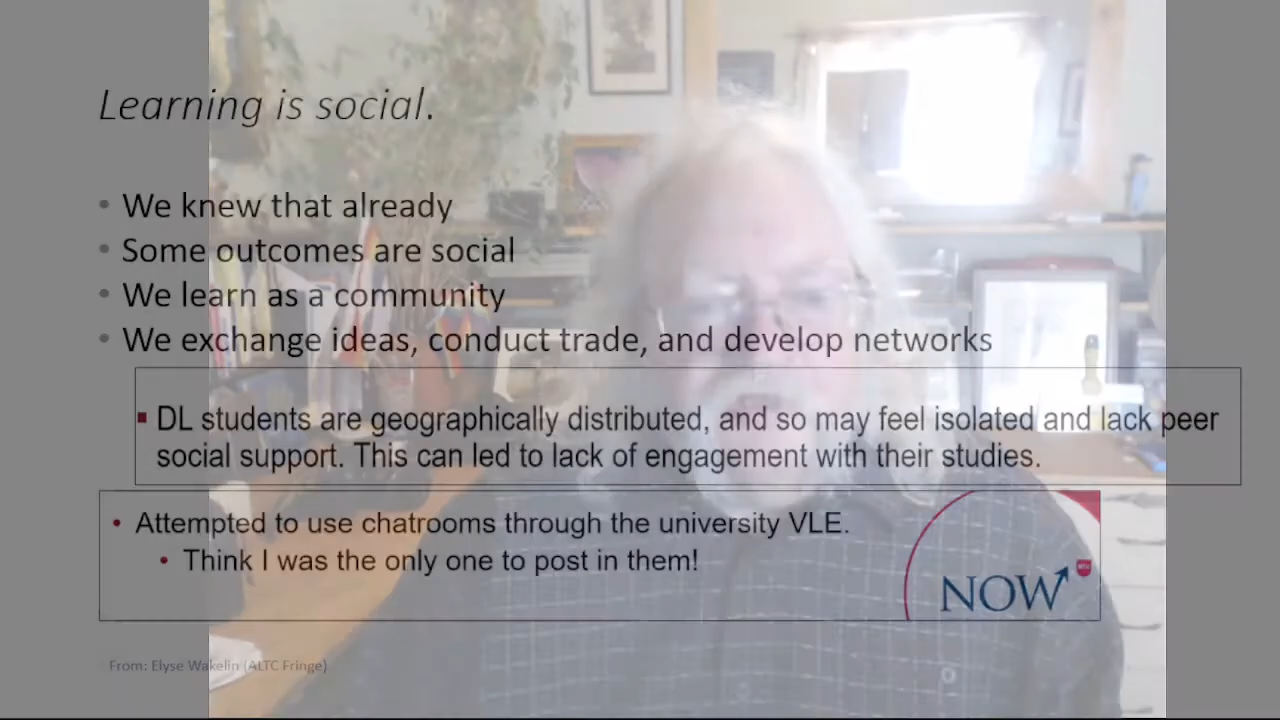 Learning is social.
• We knew that already
• Some outcomes are social
• We learn as a community
• We exchange ideas, conduct trade, and develop networks
▪ DL students are geographically distributed, and so may feel isolated and lack peer
social support. This can led to lack of engagement with their studies.
• Attempted to use chatrooms through the university VLE.
• Think I was the only one to post in them!
NOW
From: Elyse Wakelin (ALTC Fringe)